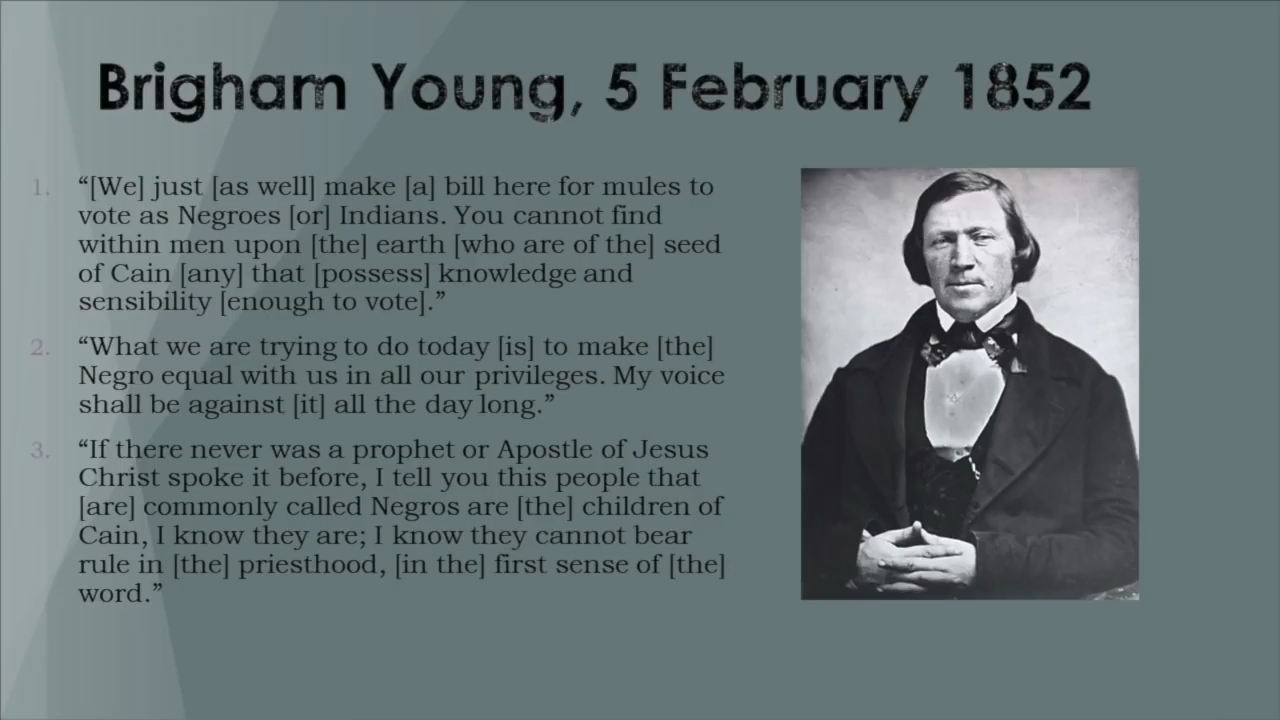 Brigham Young, 5 February 1852
1. “[We] just [as well] make [a] bill here for mules to
vote as Negroes [or] Indians. You cannot find
within men upon [the] earth [who are of the] seed
of Cain [any] that [possess] knowledge and
sensibility [enough to vote].”
2. “What we are trying to do today [is] to make [the]
Negro equal with us in all our privileges. My voice
shall be against [it] all the day long.”
3. “If there never was a prophet or Apostle of Jesus
Christ spoke it before, I tell you this people that
[are] commonly called Negros are [the] children of
Cain, I know they are; I know they cannot bear
rule in [the] priesthood, [in the] first sense of [the]
word.”